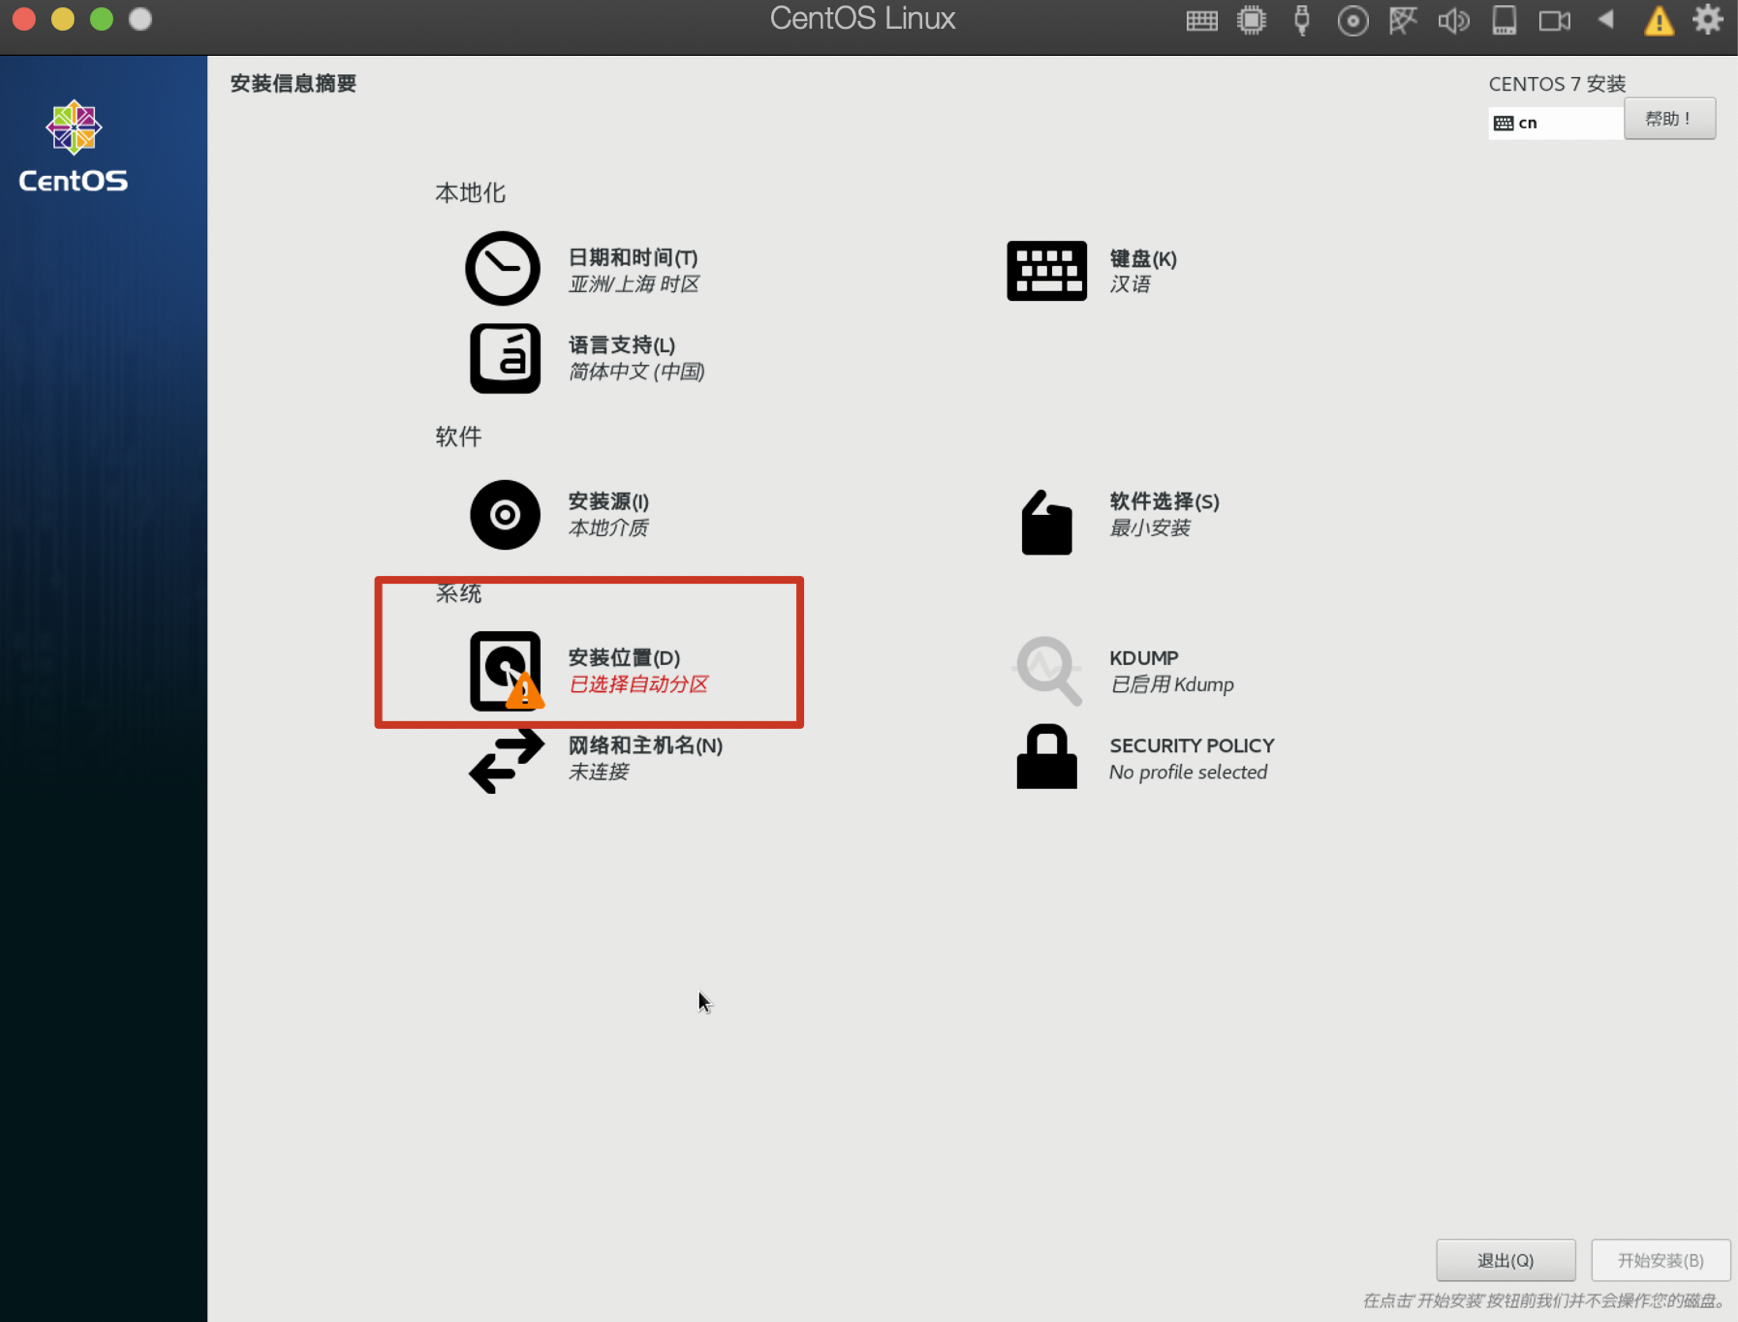 CentOS Linux
CentOS
安装信息摘要
CENTOS 7 安装
cn
帮助！
本地化
日期和时间(T)
亚洲/上海 时区
键盘(K)
汉语
á
语言支持(L)
简体中文 (中国)
软件
安装源(I)
本地介质
软件选择(S)
最小安装
系统
安装位置(D)
已选择自动分区
KDUMP
已启用 Kdump
网络和主机名(N)
未连接
SECURITY POLICY
No profile selected
退出(Q)
开始安装(B)
在点击'开始安装'按钮前我们并不会操作您的磁盘。